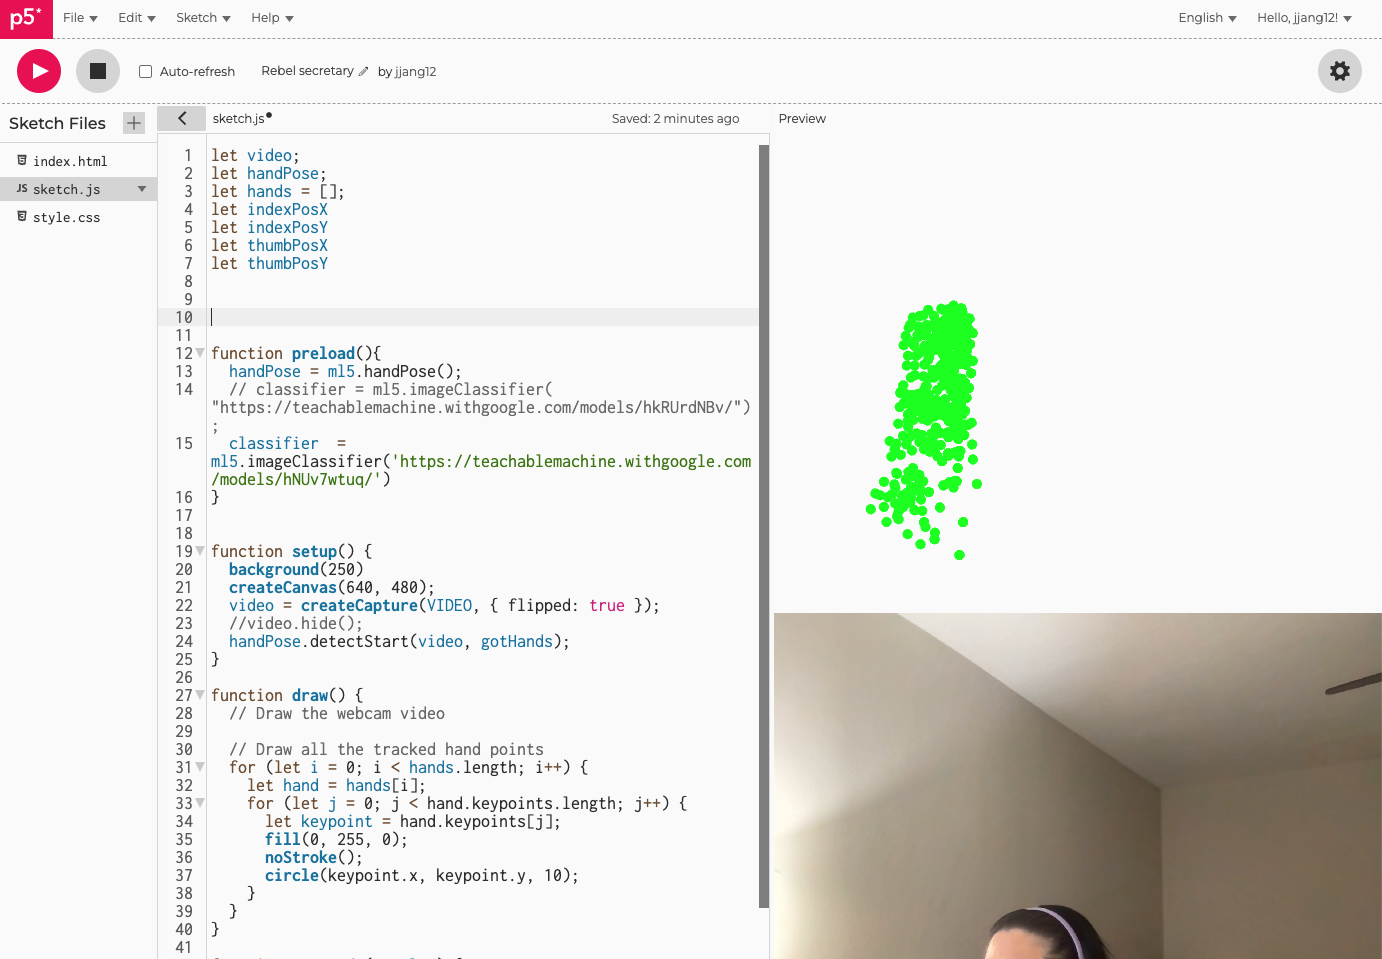 p5*
File Edit Sketch Help English Hello, jjang12!
Auto-refresh Rebel secretary by jjang12
Sketch Files
sketch.js Saved: 2 minutes ago Preview
index.html
JS sketch.js
style.css
1 let video;
2 let handPose;
3 let hands = [];
4 let indexPosX
5 let indexPosY
6 let thumbPosX
7 let thumbPosY
8
9
10
11
12 function preload(){
13 handPose = ml5.handPose();
14 // classifier = ml5.imageClassifier(
"https://teachablemachine.withgoogle.com/models/hkRUrdNBv/")
;
15 classifier =
ml5.imageClassifier('https://teachablemachine.withgoogle.com
/models/hNUv7wtuq/')
16 }
17
18
19 function setup() {
20 background(250)
21 createCanvas(640, 480);
22 video = createCapture(VIDEO, { flipped: true });
23 //video.hide();
24 handPose.detectStart(video, gotHands);
25 }
26
27 function draw() {
28 // Draw the webcam video
29
30 // Draw all the tracked hand points
31 for (let i = 0; i < hands.length; i++) {
32 let hand = hands[i];
33 for (let j = 0; j < hand.keypoints.length; j++) {
34 let keypoint = hand.keypoints[j];
35 fill(0, 255, 0);
36 noStroke();
37 circle(keypoint.x, keypoint.y, 10);
38 }
39 }
40 }
41